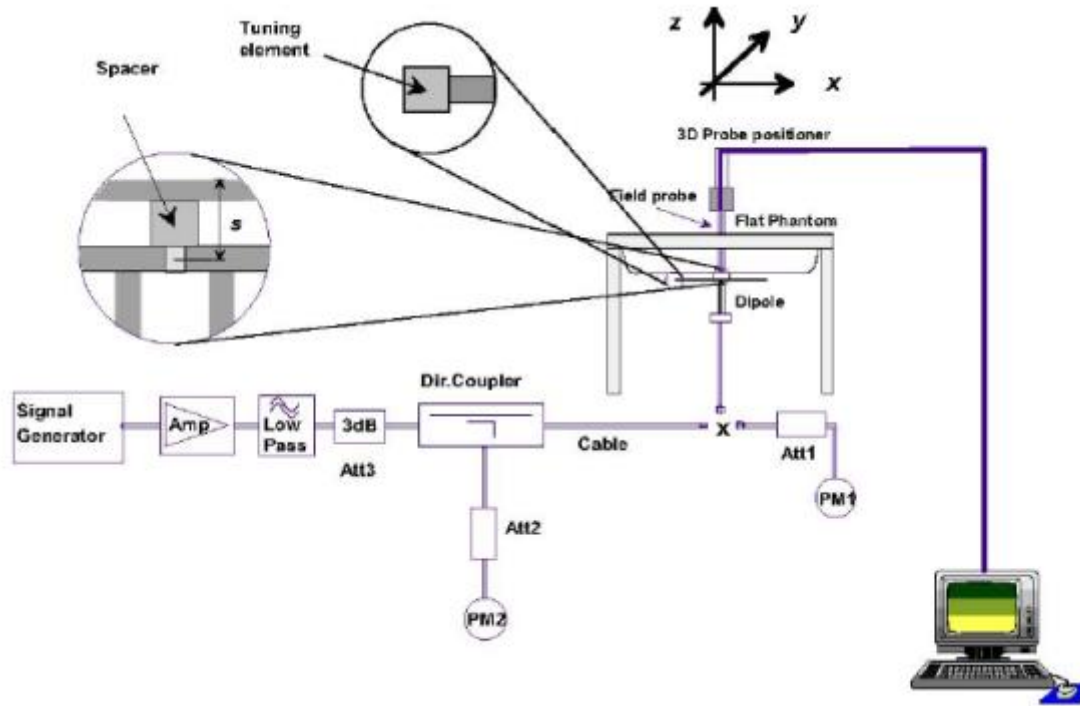 Tuning
element
Spacer
s
z
y
x
3D Probe positioner
Field probe
Flat Phantom
Dipole
Signal
Generator
Amp
Low
Pass
3dB
Att3
Dir.Coupler
Cable
X
Att1
PM1
Att2
PM2